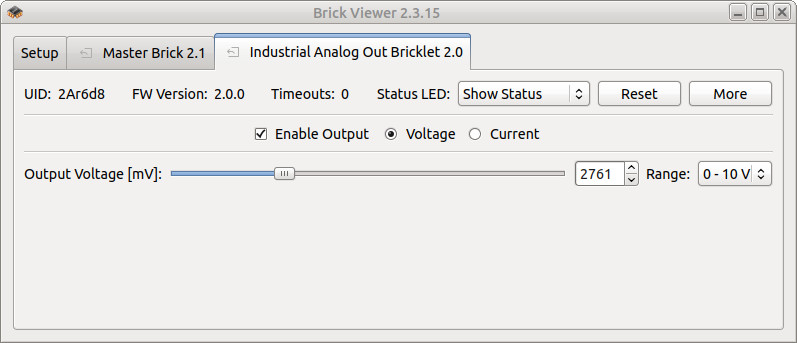 Brick Viewer 2.3.15
Setup Master Brick 2.1 Industrial Analog Out Bricklet 2.0
UID: 2Ar6d8 FW Version: 2.0.0 Timeouts: 0 Status LED: Show Status Reset More
Enable Output Voltage Current
Output Voltage [mV]: 2761 Range: 0 - 10 V